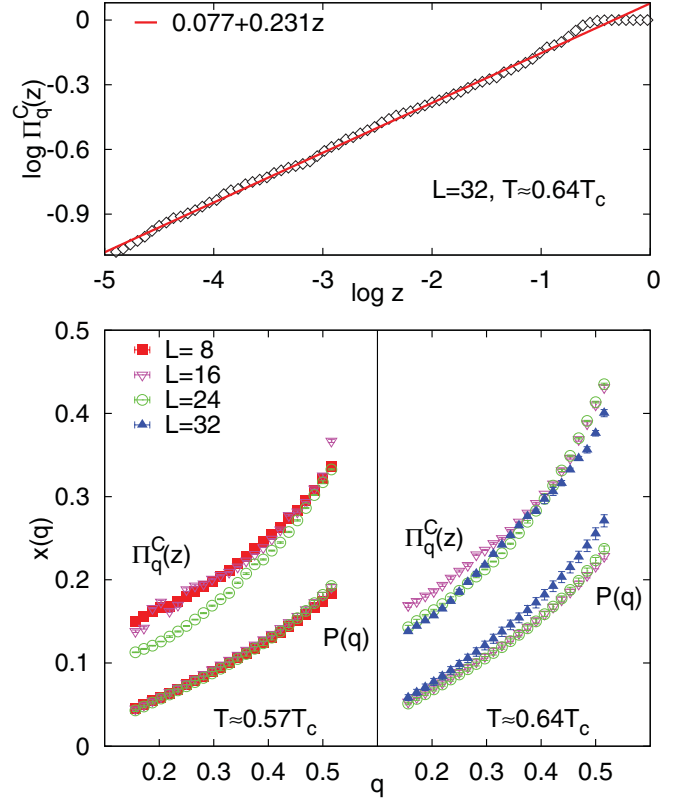 0.077+0.231z
0
-0.3
-0.6
-0.9
log Π_q^C(z)
L=32, T≈0.64T_c
-5 -4 -3 -2 -1 0
log z
0.5
0.4
0.3
0.2
0.1
0
x(q)
L= 8
L=16
L=24
L=32
Π_q^C(z)
P(q)
T≈0.57T_c
Π_q^C(z)
P(q)
T≈0.64T_c
0.2 0.3 0.4 0.5 0.2 0.3 0.4 0.5
q